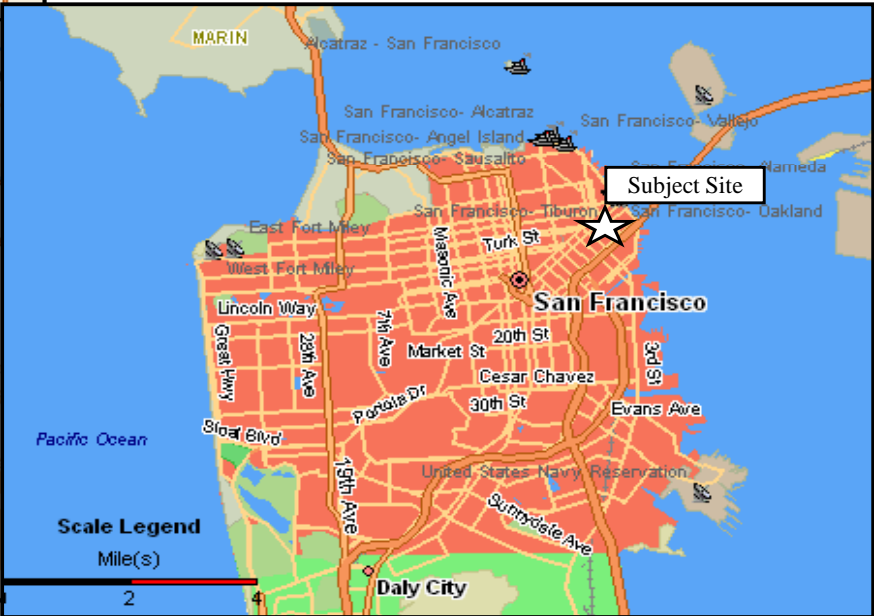 MARIN
Alcatraz - San Francisco
San Francisco- Alcatraz
San Francisco- Vallejo
San Francisco- Angel Island
San Francisco- Sausalito
Alameda
Subject Site
San Francisco- Tiburon
San Francisco- Oakland
East Fort Miley
Turk St
Masonic Ave
West Fort Miley
San Francisco
Lincoln Way
7th Ave
28th Ave
Great Hwy
20th St
3rd St
Market St
Cesar Chavez
Portola Dr
30th St
Evans Ave
Sloat Blvd
Pacific Ocean
19th Ave
United States Navy Reservation
Sunnydale Ave
Scale Legend
Mile(s)
Daly City
2
4